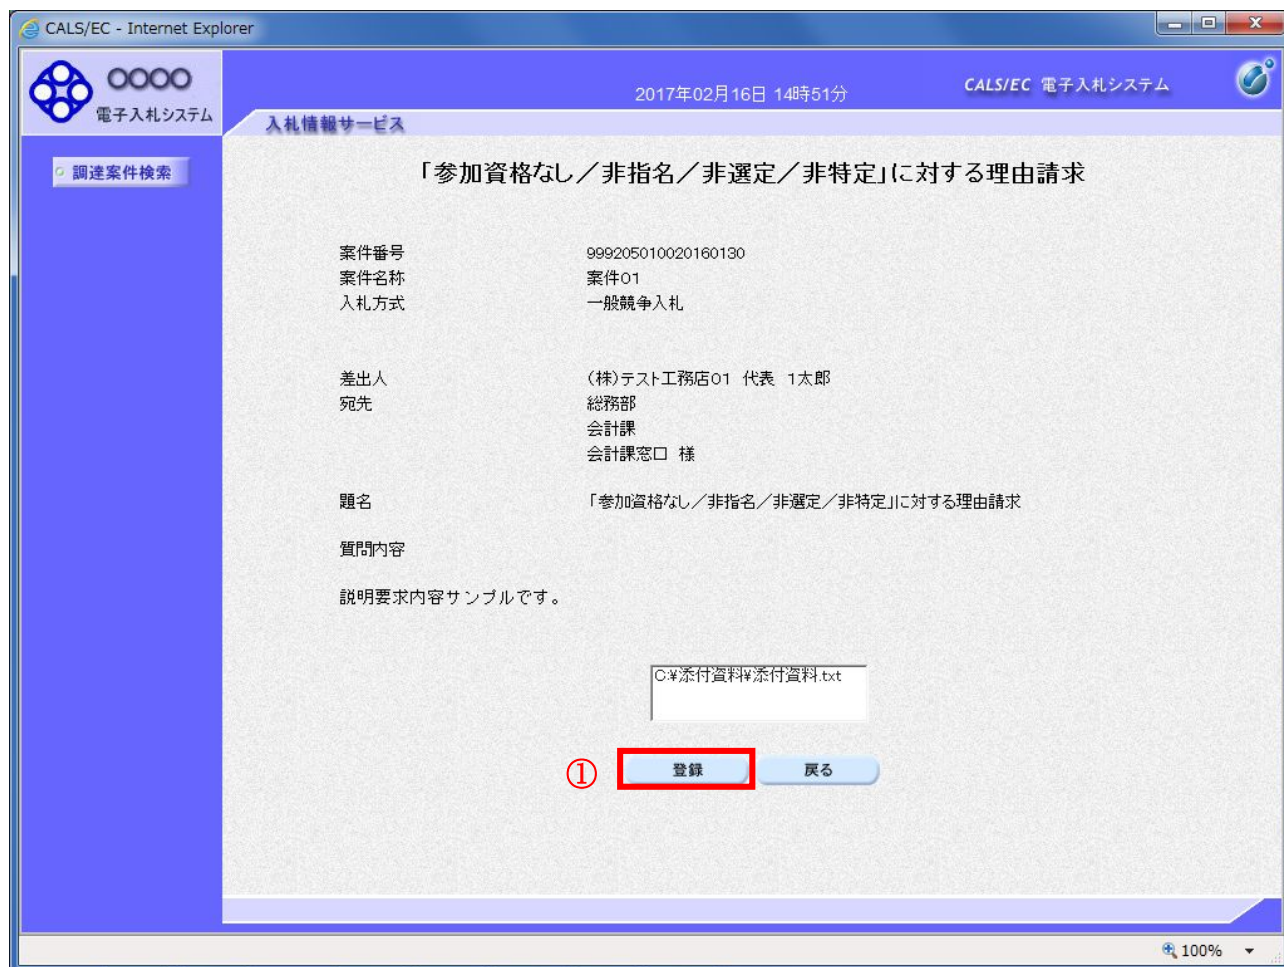 CALS/EC - Internet Explorer
○○○○
電子入札システム
2017年02月16日 14時51分
CALS/EC 電子入札システム
入札情報サービス
調達案件検索
「参加資格なし／非指名／非選定／非特定」に対する理由請求
案件番号 999205010020160130
案件名称 案件01
入札方式 一般競争入札
差出人 (株)テスト工務店01 代表 1太郎
宛先 総務部
会計課
会計課窓口 様
題名 「参加資格なし／非指名／非選定／非特定」に対する理由請求
質問内容
説明要求内容サンプルです。
C:¥添付資料¥添付資料.txt
① 登録 戻る
100%